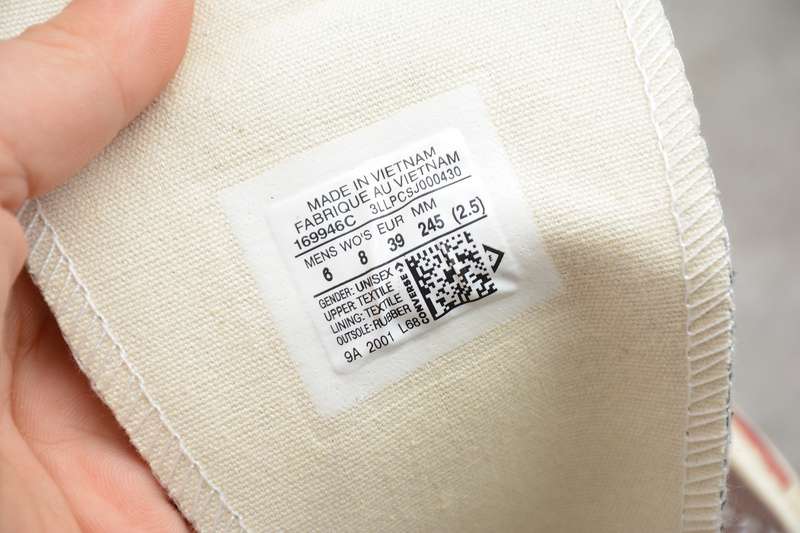 MADE IN VIETNAM
FABRIQUE AU VIETNAM
169946C 3LLPCSJ000430
MENS WO'S EUR MM
6 8 39 245 (2.5)
GENDER: UNISEX
UPPER: TEXTILE
LINING: TEXTILE
OUTSOLE: RUBBER
9A 2001 L68
CONVERSE